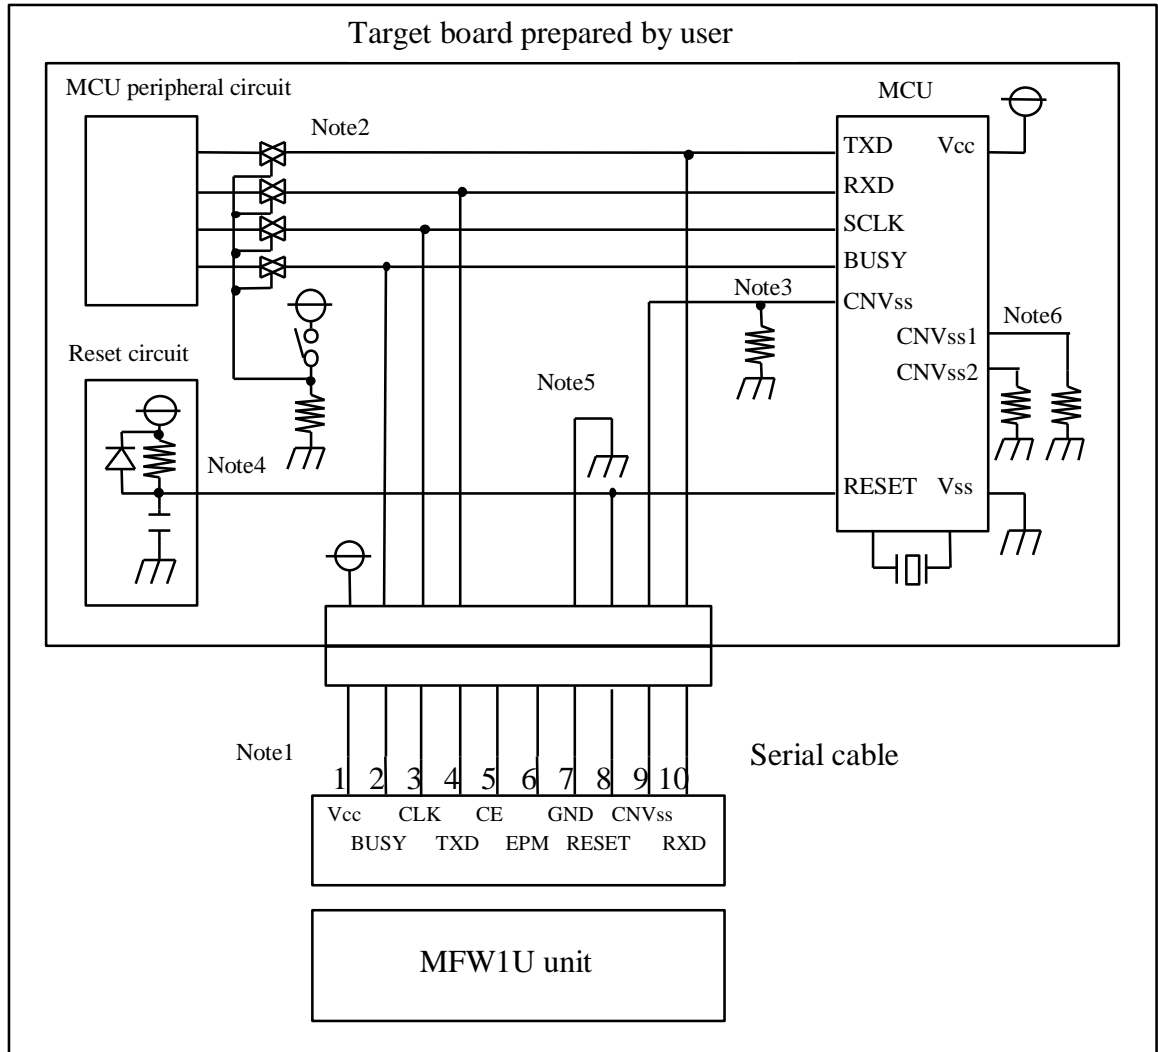 Target board prepared by user
MCU peripheral circuit
MCU
Note2
TXD
Vcc
RXD
SCLK
BUSY
Note3
CNVss
Note6
CNVss1
Reset circuit
CNVss2
Note5
Note4
RESET
Vss
Note1
Serial cable
1 2 3 4 5 6 7 8 9 10
Vcc CLK CE GND CNVss
BUSY TXD EPM RESET RXD
MFW1U unit